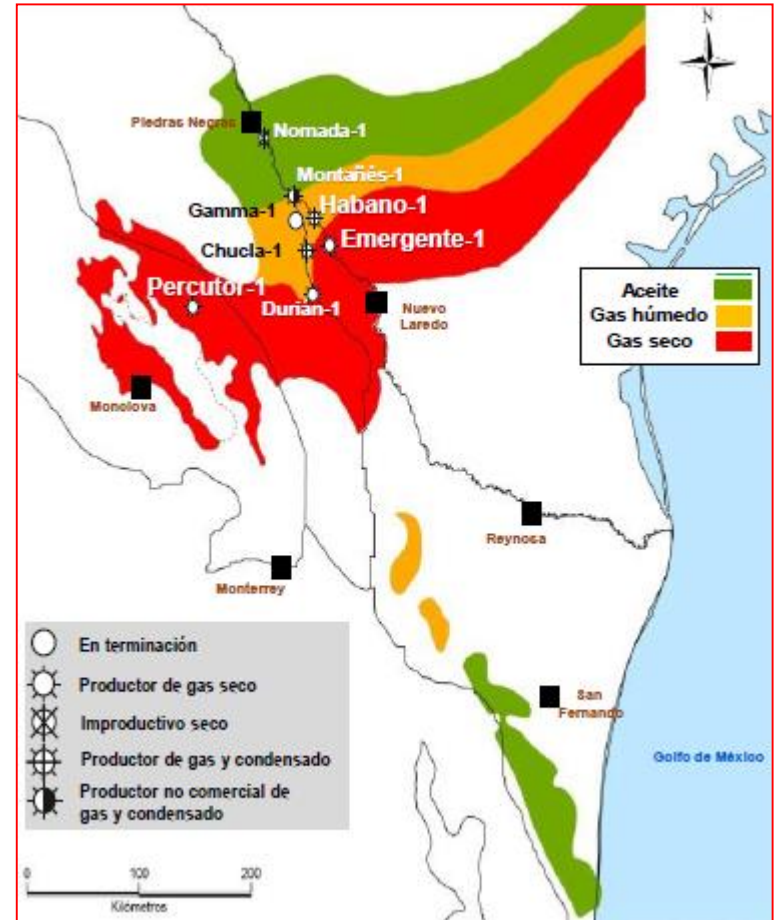 N
Piedras Negras
Nomada-1
Montañés-1
Gamma-1
Habano-1
Chucla-1
Emergente-1
Percutor-1
Durian-1
Nuevo
Laredo
Aceite
Gas húmedo
Gas seco
Monolova
Reynosa
Monterrey
En terminación
Productor de gas seco
Improductivo seco
Productor de gas y condensado
Productor no comercial de
gas y condensado
San
Fernando
Golfo de México
0 100 200
Kilómetros